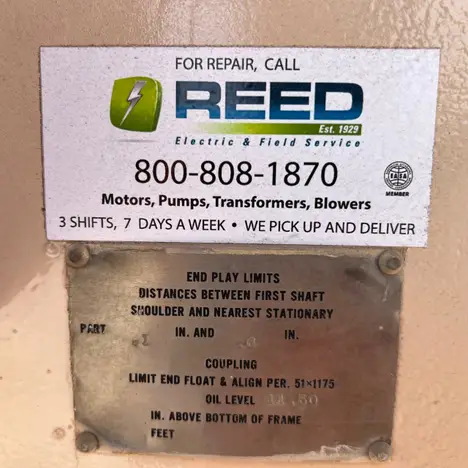 FOR REPAIR, CALL
REED
Est. 1929
Electric & Field Service
800-808-1870
EASA
MEMBER
Motors, Pumps, Transformers, Blowers
3 SHIFTS, 7 DAYS A WEEK • WE PICK UP AND DELIVER
END PLAY LIMITS
DISTANCES BETWEEN FIRST SHAFT
SHOULDER AND NEAREST STATIONARY
PART IN. AND IN.
COUPLING
LIMIT END FLOAT & ALIGN PER. 51×1175
OIL LEVEL
IN. ABOVE BOTTOM OF FRAME
FEET